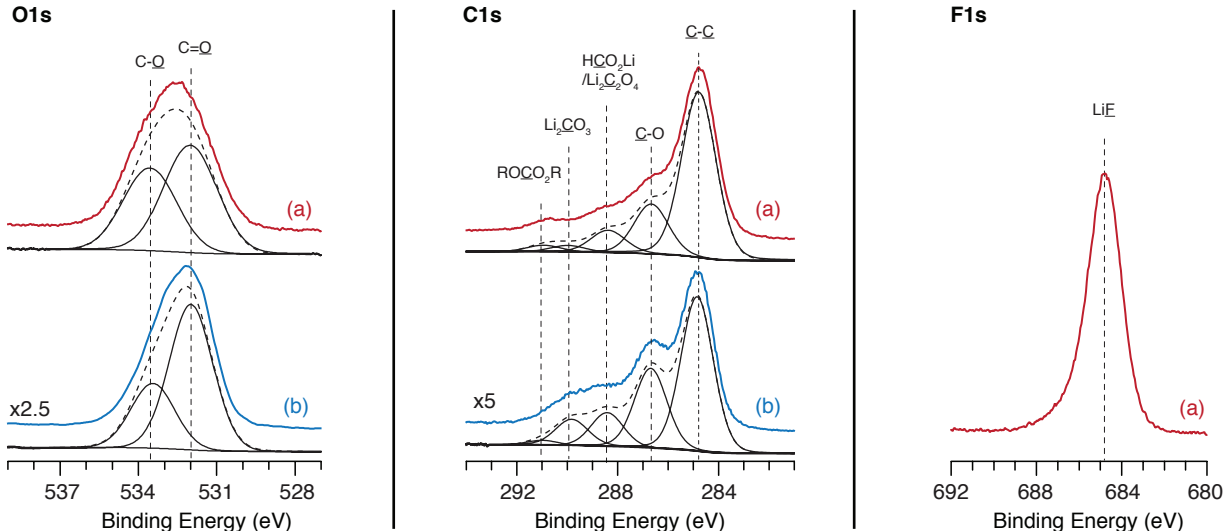 O1s
C-O
C=O
(a)
x2.5
(b)
537
534
531
528
Binding Energy (eV)
C1s
C-C
HCO₂Li
/Li₂C₂O₄
Li₂CO₃
C-O
ROCO₂R
(a)
x5
(b)
292
288
284
Binding Energy (eV)
F1s
LiF
(a)
692
688
684
680
Binding Energy (eV)